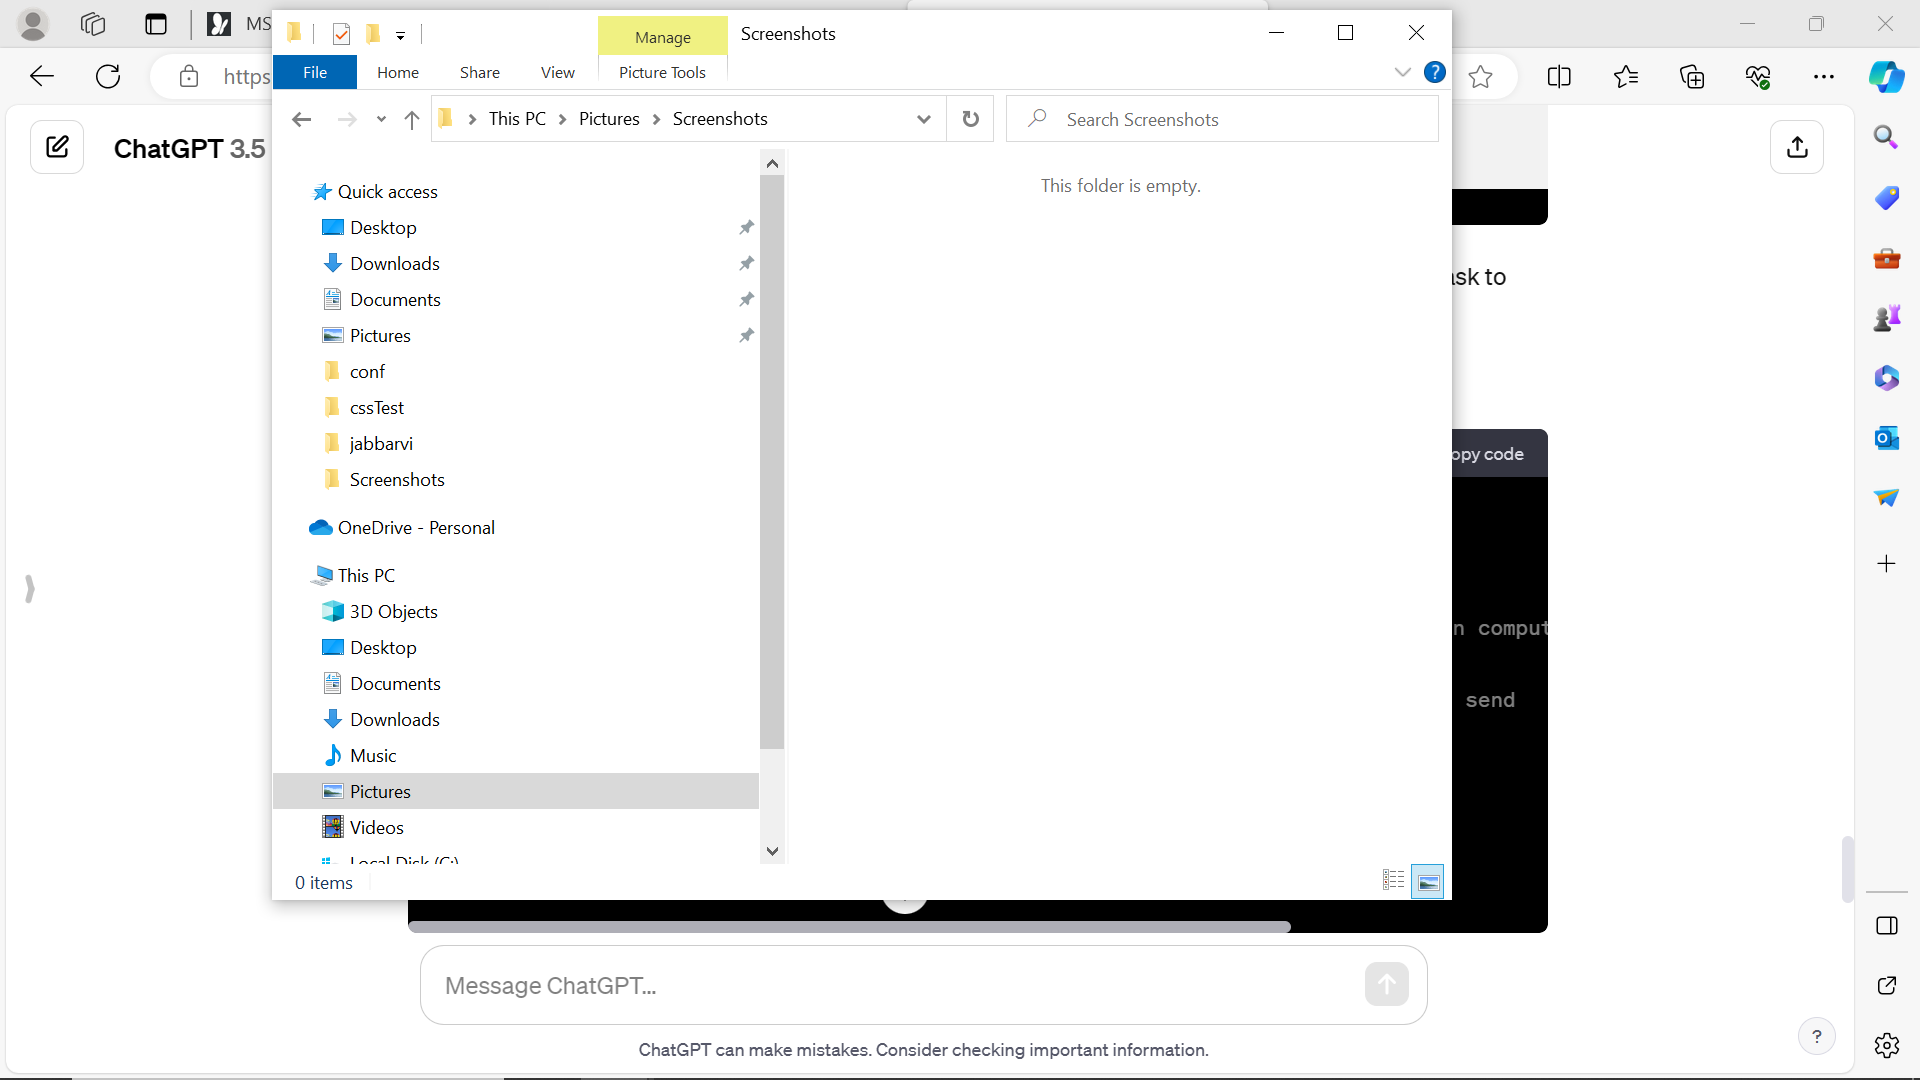 MS
Manage
Screenshots
File
Home
Share
View
Picture Tools
https
This PC
Pictures
Screenshots
Search Screenshots
ChatGPT 3.5
This folder is empty.
Quick access
Desktop
Downloads
Documents
Pictures
conf
cssTest
jabbarvi
Screenshots
OneDrive - Personal
This PC
3D Objects
Desktop
Documents
Downloads
Music
Pictures
Videos
Local Disk (C:)
0 items
sk to
opy code
n comput
send
Message ChatGPT...
ChatGPT can make mistakes. Consider checking important information.
?